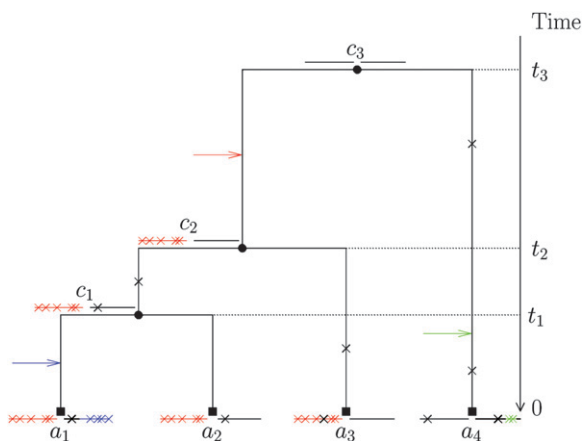 Time
c₃
t₃
c₂
t₂
c₁
t₁
0
a₁ a₂ a₃ a₄